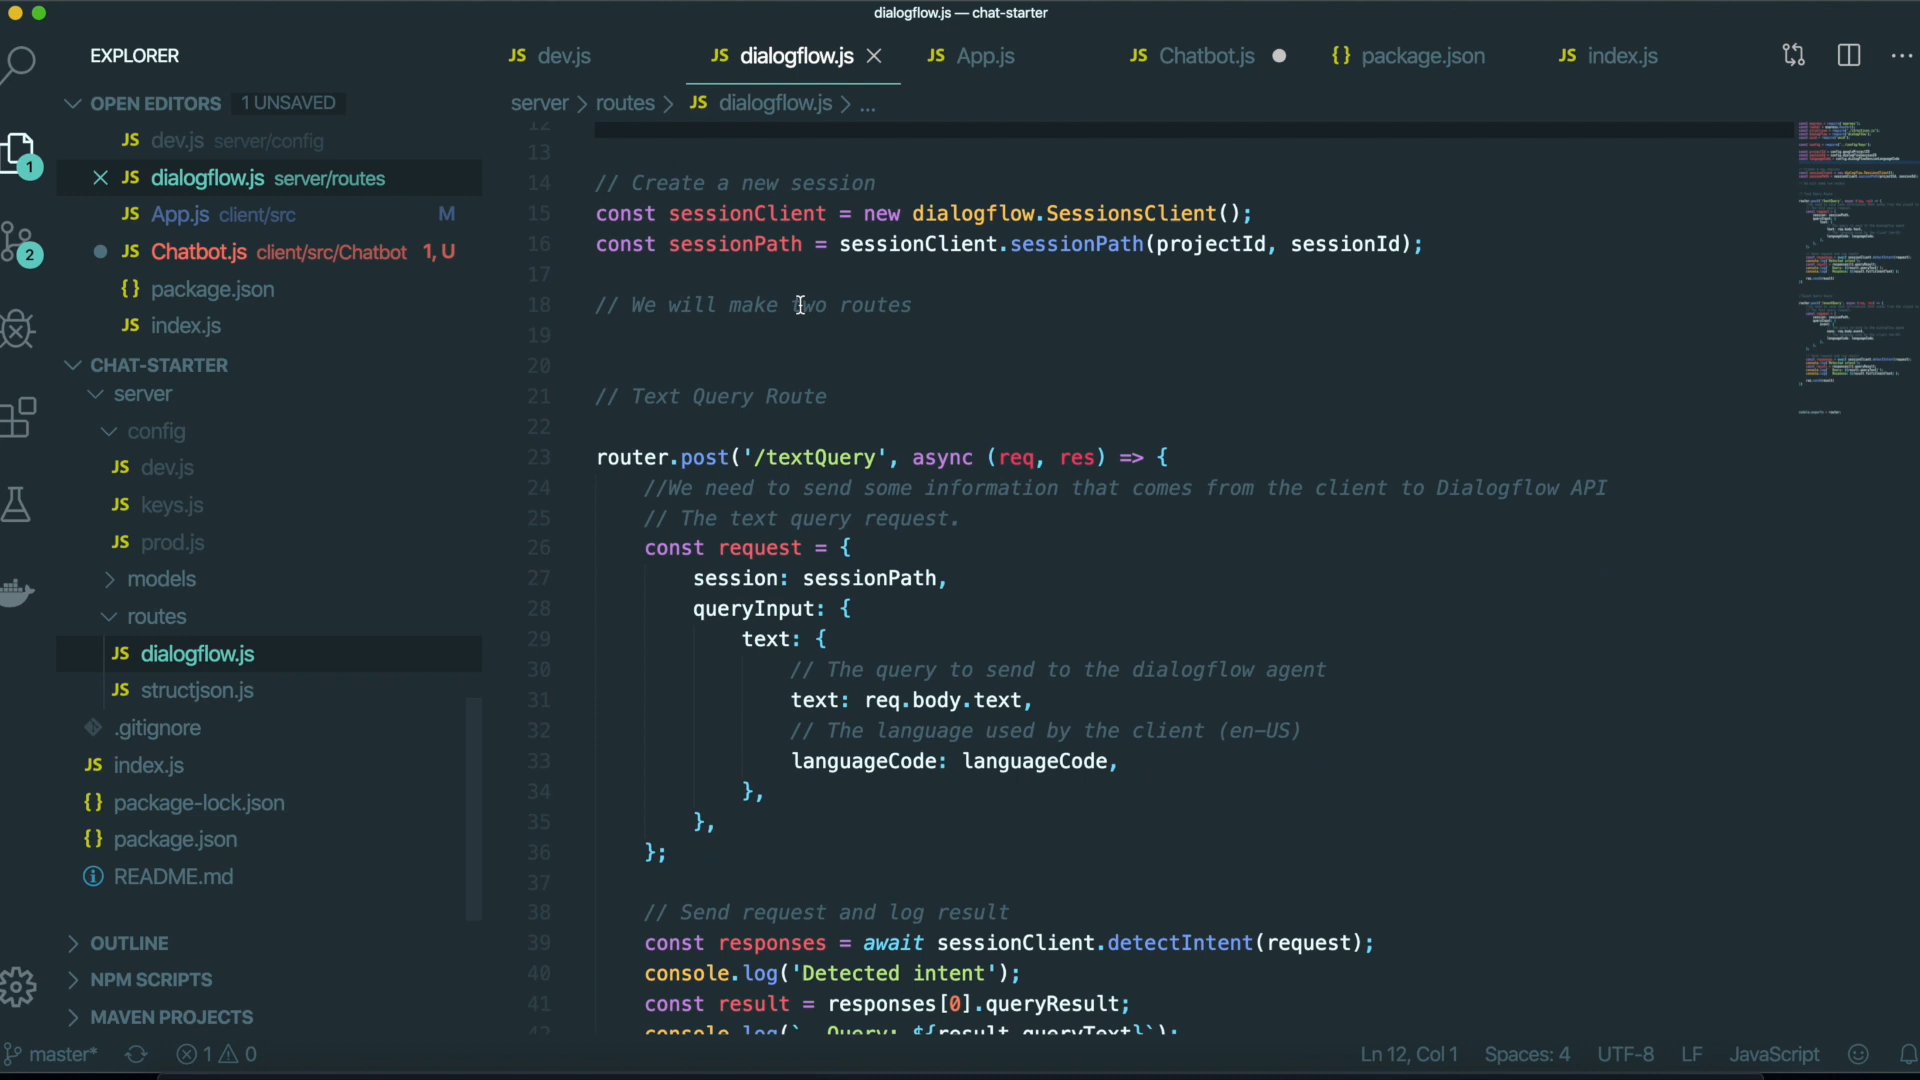 dialogflow.js — chat-starter
EXPLORER
JS dev.js
JS dialogflow.js
JS App.js
JS Chatbot.js
{} package.json
JS index.js
OPEN EDITORS 1 UNSAVED
server > routes > JS dialogflow.js > ...
JS dev.js server/config
JS dialogflow.js server/routes
JS App.js client/src M
JS Chatbot.js client/src/Chatbot 1, U
{} package.json
JS index.js
1
2
CHAT-STARTER
server
config
JS dev.js
JS keys.js
JS prod.js
models
routes
JS dialogflow.js
JS structjson.js
.gitignore
JS index.js
{} package-lock.json
{} package.json
README.md
OUTLINE
NPM SCRIPTS
MAVEN PROJECTS
12
13
14 // Create a new session
15 const sessionClient = new dialogflow.SessionsClient();
16 const sessionPath = sessionClient.sessionPath(projectId, sessionId);
17
18 // We will make two routes
19
20
21 // Text Query Route
22
23 router.post('/textQuery', async (req, res) => {
24 //We need to send some information that comes from the client to Dialogflow API
25 // The text query request.
26 const request = {
27 session: sessionPath,
28 queryInput: {
29 text: {
30 // The query to send to the dialogflow agent
31 text: req.body.text,
32 // The language used by the client (en-US)
33 languageCode: languageCode,
34 },
35 },
36 };
37
38 // Send request and log result
39 const responses = await sessionClient.detectIntent(request);
40 console.log('Detected intent');
41 const result = responses[0].queryResult;
42 console.log(`  Query: ${result.queryText}`);
master* 1 0
Ln 12, Col 1 Spaces: 4 UTF-8 LF JavaScript